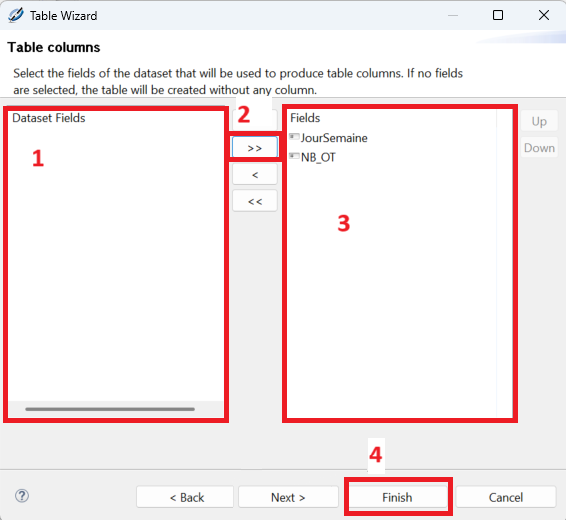 Table Wizard
Table columns
Select the fields of the dataset that will be used to produce table columns. If no fields
are selected, the table will be created without any column.
Dataset Fields
1
2
>>
<
<<
Fields
JourSemaine
NB_OT
3
Up
Down
4
?
< Back
Next >
Finish
Cancel